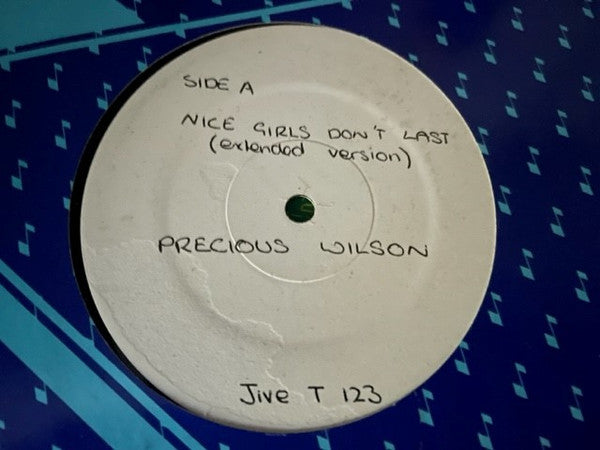 SIDE A
NICE GIRLS DON'T LAST
(extended version)
PRECIOUS WILSON
Jive T 123